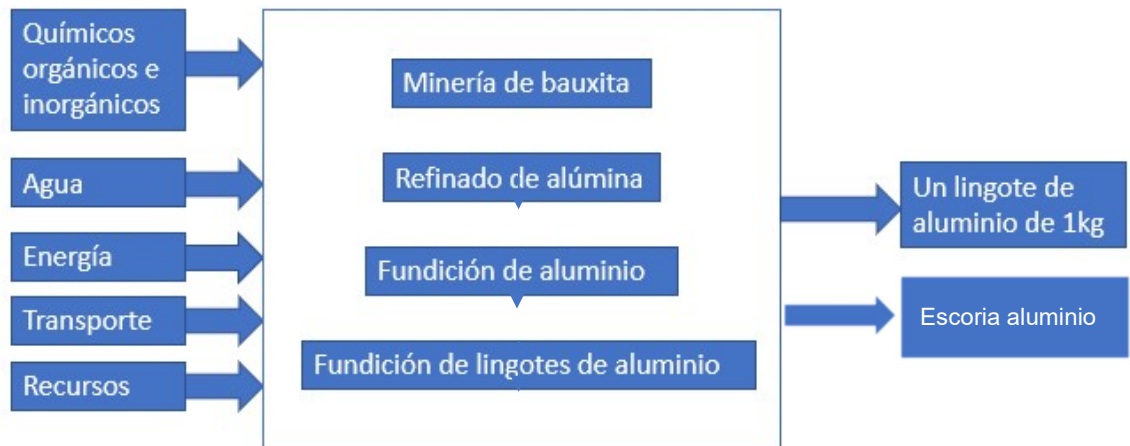 Químicos
orgánicos e
inorgánicos
Agua
Energía
Transporte
Recursos
Minería de bauxita
Refinado de alúmina
Fundición de aluminio
Fundición de lingotes de aluminio
Un lingote de
aluminio de 1kg
Escoria aluminio